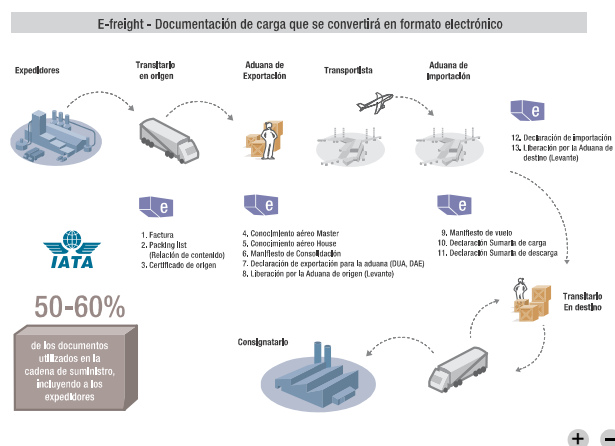 E-freight - Documentación de carga que se convertirá en formato electrónico
Expedidores
Transitario
en origen
Aduana de
Exportación
Transportista
Aduana de
Importación
e
12. Declaración de importación
13. Liberación por la Aduana de
destino (Levante)
e
1. Factura
2. Packing list
(Relación de contenido)
3. Certificado de origen
e
4. Conocimiento aéreo Master
5. Conocimiento aéreo House
6. Manifiesto de Consolidación
7. Declaración de exportación para la aduana (DUA, DAE)
8. Liberación por la Aduana de origen (Levante)
e
9. Manifiesto de vuelo
10. Declaración Sumaria de carga
11. Declaración Sumaria de descarga
IATA
50-60%
de los documentos
utilizados en la
cadena de suministro,
incluyendo a los
expedidores
Transitario
En destino
Consignatario